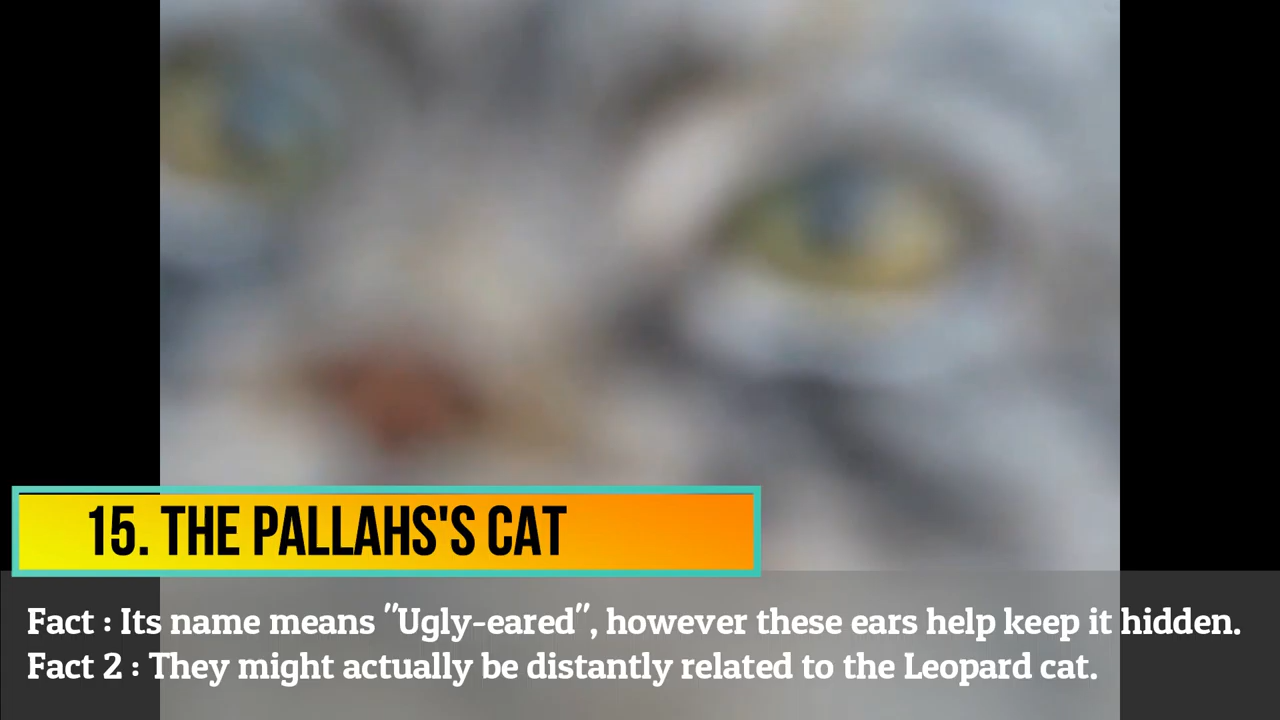 15. THE PALLAHS'S CAT
Fact : Its name means "Ugly-eared", however these ears help keep it hidden.
Fact 2 : They might actually be distantly related to the Leopard cat.